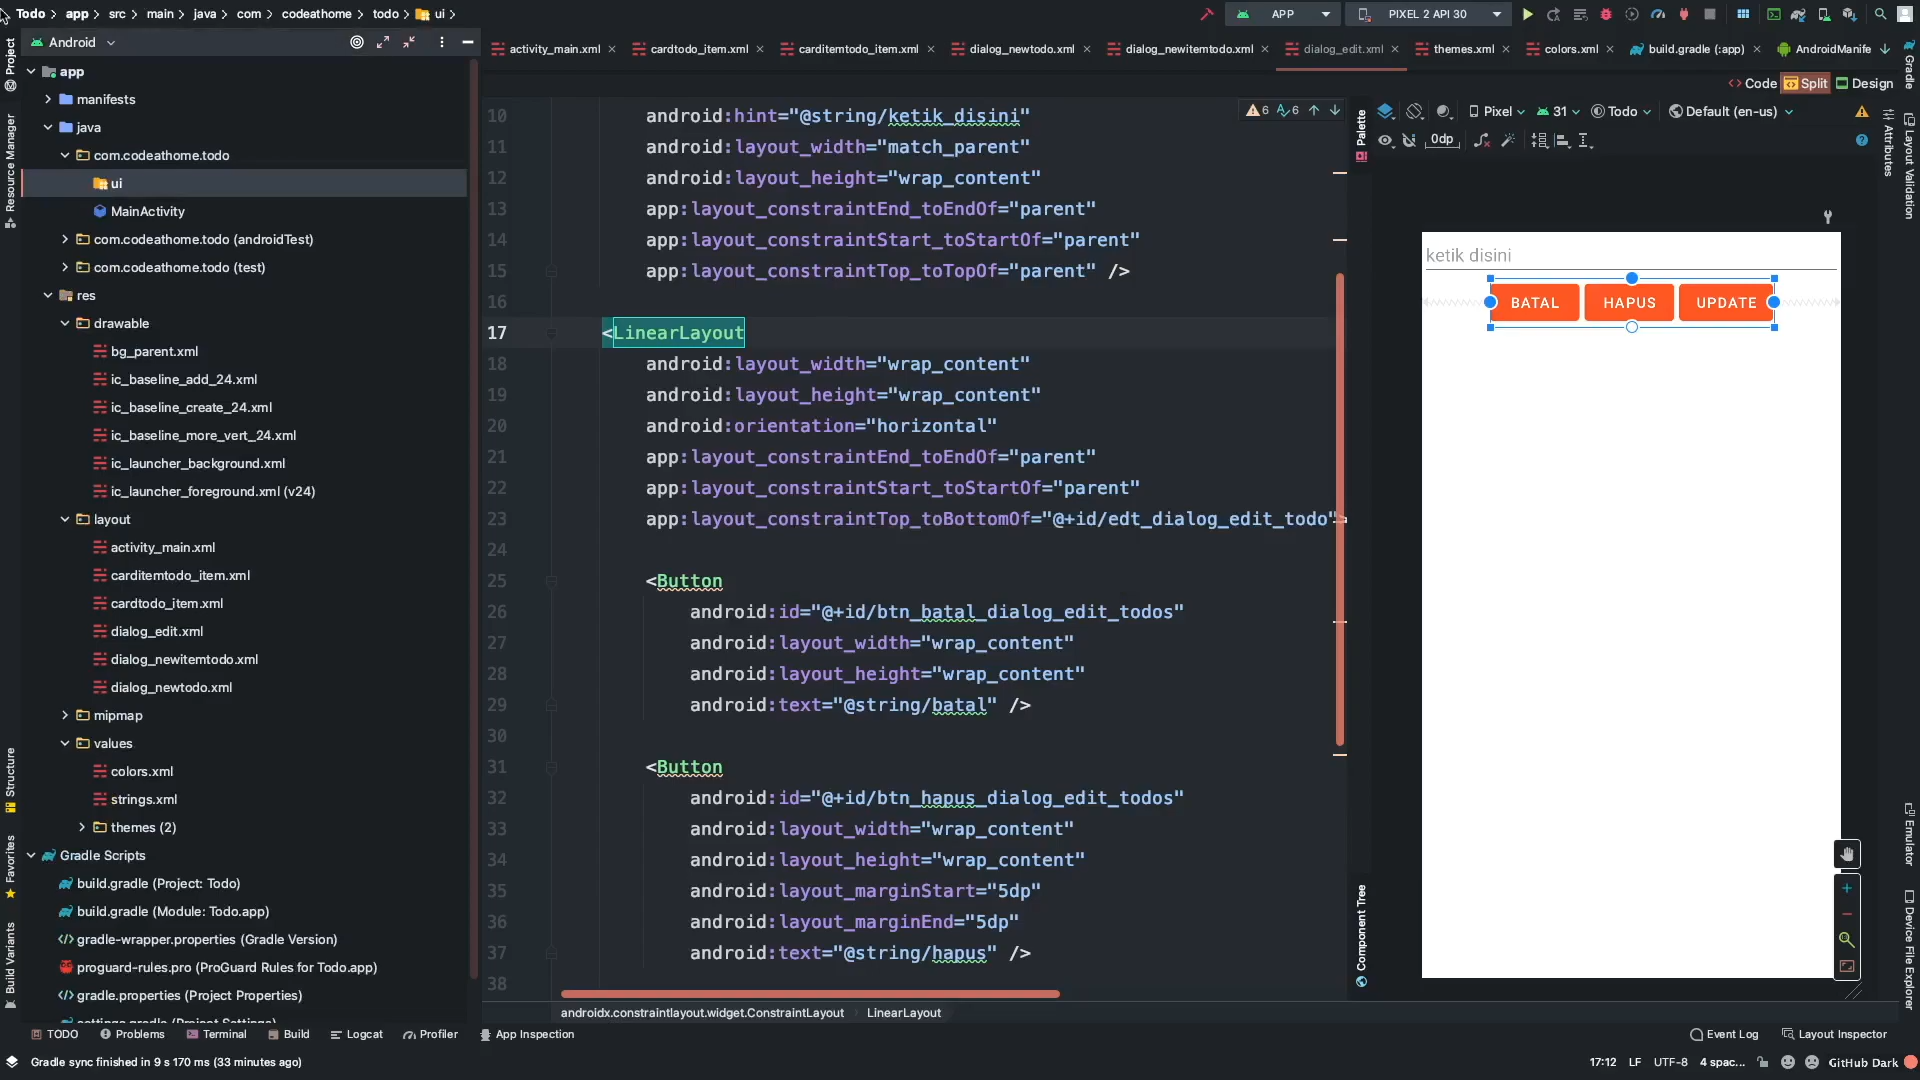 Todo > app > src > main > java > com > codeathome > todo > ui >
APP
PIXEL 2 API 30
Android
activity_main.xml
cardtodo_item.xml
carditemtodo_item.xml
dialog_newtodo.xml
dialog_newitemtodo.xml
dialog_edit.xml
themes.xml
colors.xml
build.gradle (:app)
AndroidManife
Code
Split
Design
Project
Resource Manager
Structure
Favorites
Build Variants
app
manifests
java
com.codeathome.todo
ui
MainActivity
com.codeathome.todo (androidTest)
com.codeathome.todo (test)
res
drawable
bg_parent.xml
ic_baseline_add_24.xml
ic_baseline_create_24.xml
ic_baseline_more_vert_24.xml
ic_launcher_background.xml
ic_launcher_foreground.xml (v24)
layout
activity_main.xml
carditemtodo_item.xml
cardtodo_item.xml
dialog_edit.xml
dialog_newitemtodo.xml
dialog_newtodo.xml
mipmap
values
colors.xml
strings.xml
themes (2)
Gradle Scripts
build.gradle (Project: Todo)
build.gradle (Module: Todo.app)
gradle-wrapper.properties (Gradle Version)
proguard-rules.pro (ProGuard Rules for Todo.app)
gradle.properties (Project Properties)
settings.gradle (Project Settings)
6 6
10 android:hint="@string/ketik_disini"
11 android:layout_width="match_parent"
12 android:layout_height="wrap_content"
13 app:layout_constraintEnd_toEndOf="parent"
14 app:layout_constraintStart_toStartOf="parent"
15 app:layout_constraintTop_toTopOf="parent" />
16
17 <LinearLayout
18 android:layout_width="wrap_content"
19 android:layout_height="wrap_content"
20 android:orientation="horizontal"
21 app:layout_constraintEnd_toEndOf="parent"
22 app:layout_constraintStart_toStartOf="parent"
23 app:layout_constraintTop_toBottomOf="@+id/edt_dialog_edit_todo">
24
25 <Button
26 android:id="@+id/btn_batal_dialog_edit_todos"
27 android:layout_width="wrap_content"
28 android:layout_height="wrap_content"
29 android:text="@string/batal" />
30
31 <Button
32 android:id="@+id/btn_hapus_dialog_edit_todos"
33 android:layout_width="wrap_content"
34 android:layout_height="wrap_content"
35 android:layout_marginStart="5dp"
36 android:layout_marginEnd="5dp"
37 android:text="@string/hapus" />
38
androidx.constraintlayout.widget.ConstraintLayout > LinearLayout
Palette
Component Tree
Pixel
31
Todo
Default (en-us)
0dp
ketik disini
BATAL
HAPUS
UPDATE
Attributes
Gradle
Layout Validation
Emulator
Device File Explorer
TODO
Problems
Terminal
Build
Logcat
Profiler
App Inspection
Event Log
Layout Inspector
Gradle sync finished in 9 s 170 ms (33 minutes ago)
17:12
LF
UTF-8
4 spac...
GitHub Dark